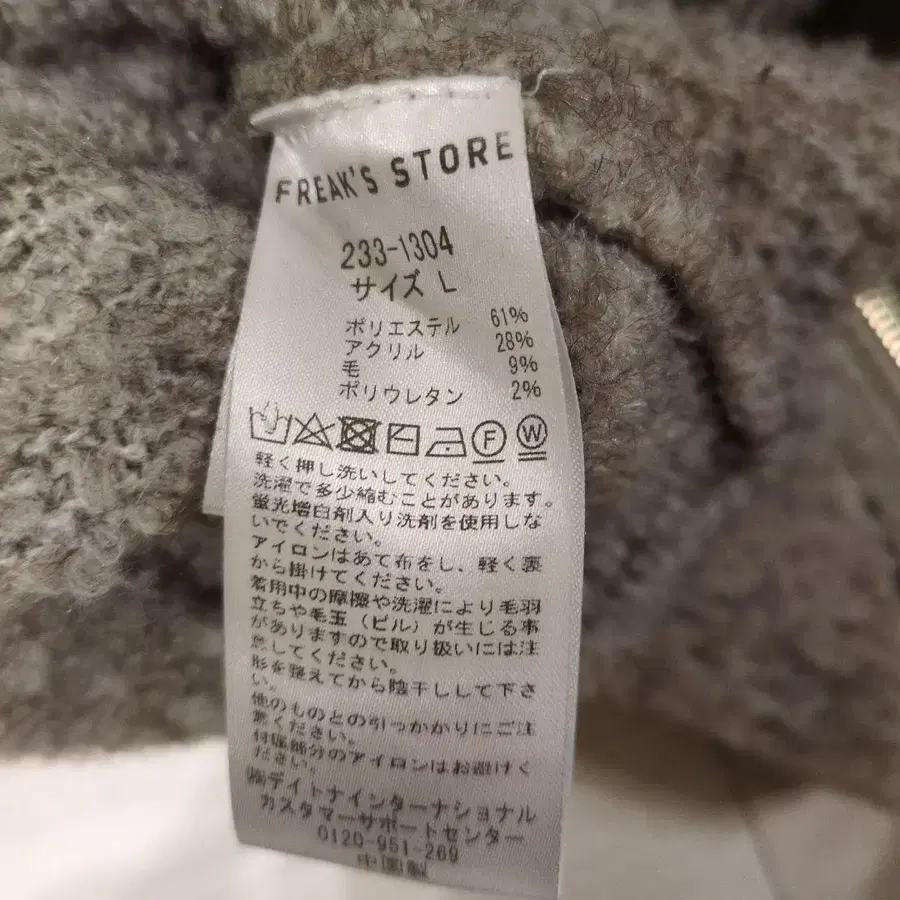 FREAK'S STORE
233-1304
サイズ L
ポリエステル 61%
アクリル 28%
毛 9%
ポリウレタン 2%
F W
軽く押し洗いしてください。
洗濯で多少縮むことがあります。
蛍光増白剤入り洗剤を使用しな
いでください。
アイロンはあて布をし、軽く裏
から掛けてください。
着用中の摩擦や洗濯により毛羽
立ちや毛玉（ピル）が生じる事
がありますので取り扱いには注
意してください。
形を整えてから陰干しして下さ
い。
他のものとの引っかかりにご注
意ください。
付属部分のアイロンはお避けく
ださい。
㈱デイトナインターナショナル
カスタマーサポートセンター
0120-951-269
中国製